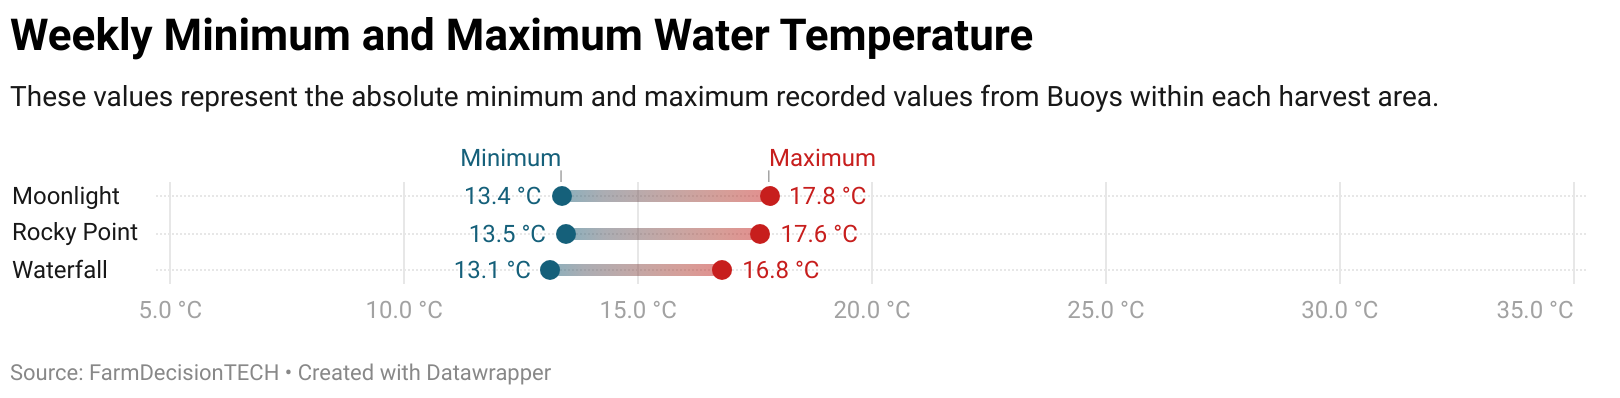 Weekly Minimum and Maximum Water Temperature
These values represent the absolute minimum and maximum recorded values from Buoys within each harvest area.
Minimum Maximum
Moonlight 13.4 °C 17.8 °C
Rocky Point 13.5 °C 17.6 °C
Waterfall 13.1 °C 16.8 °C
5.0 °C 10.0 °C 15.0 °C 20.0 °C 25.0 °C 30.0 °C 35.0 °C
Source: FarmDecisionTECH • Created with Datawrapper